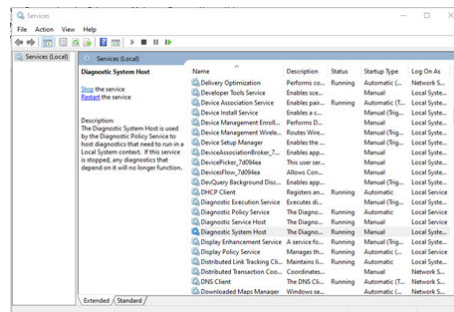 Services
File Action View Help
Services (Local)
Services (Local)
Diagnostic System Host
Stop the service
Restart the service
Description:
The Diagnostic System Host is used
by the Diagnostic Policy Service to
host diagnostics that need to run in a
Local System context. If this service
is stopped, any diagnostics that
depend on it will no longer function.
Name Description Status Startup Type Log On As
Delivery Optimization Performs co... Running Automatic (... Network S...
Developer Tools Service Enables sce... Manual Local Syste...
Device Association Service Enables pair... Running Automatic (T... Local Syste...
Device Install Service Enables a c... Manual (Trig... Local Syste...
Device Management Enroll... Performs D... Manual Local Syste...
Device Management Wirele... Routes Wire... Manual (Trig... Local Syste...
Device Setup Manager Enables the ... Manual (Trig... Local Syste...
DeviceAssociationBroker_7... Enables app... Manual Local Syste...
DevicePicker_7d094ea This user ser... Manual Local Syste...
DevicesFlow_7d094ea Allows Con... Manual Local Syste...
DevQuery Background Disc... Enables app... Manual (Trig... Local Syste...
DHCP Client Registers an... Running Automatic Local Service
Diagnostic Execution Service Executes di... Manual (Trig... Local Syste...
Diagnostic Policy Service The Diagno... Running Automatic Local Service
Diagnostic Service Host The Diagno... Running Manual Local Service
Diagnostic System Host The Diagno... Running Manual Local Syste...
Display Enhancement Service A service fo... Running Manual (Trig... Local Syste...
Display Policy Service Manages th... Running Automatic (... Local Service
Distributed Link Tracking Cli... Maintains li... Running Automatic Local Syste...
Distributed Transaction Coo... Coordinates... Manual Network S...
DNS Client The DNS Cli... Running Automatic (T... Network S...
Downloaded Maps Manager Windows se... Automatic (... Network S...
Extended Standard